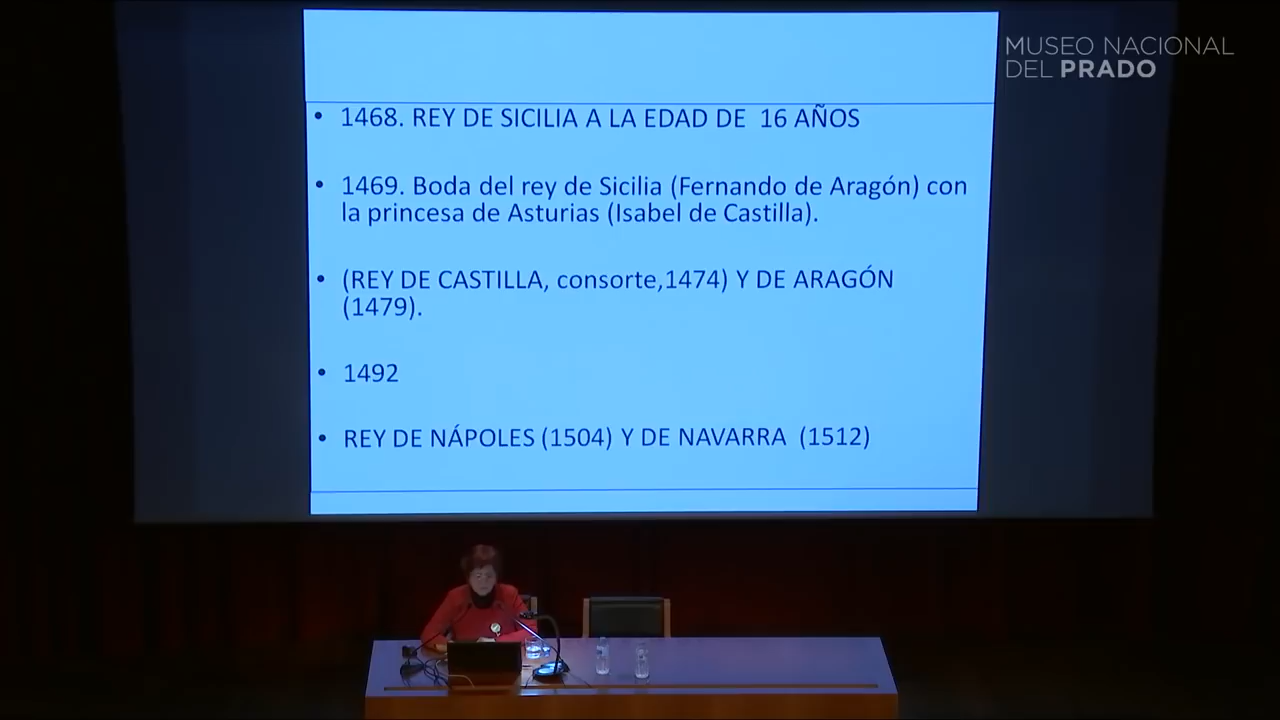 MUSEO NACIONAL
DEL PRADO
• 1468. REY DE SICILIA A LA EDAD DE 16 AÑOS
• 1469. Boda del rey de Sicilia (Fernando de Aragón) con
la princesa de Asturias (Isabel de Castilla).
• (REY DE CASTILLA, consorte,1474) Y DE ARAGÓN
(1479).
• 1492
• REY DE NÁPOLES (1504) Y DE NAVARRA (1512)